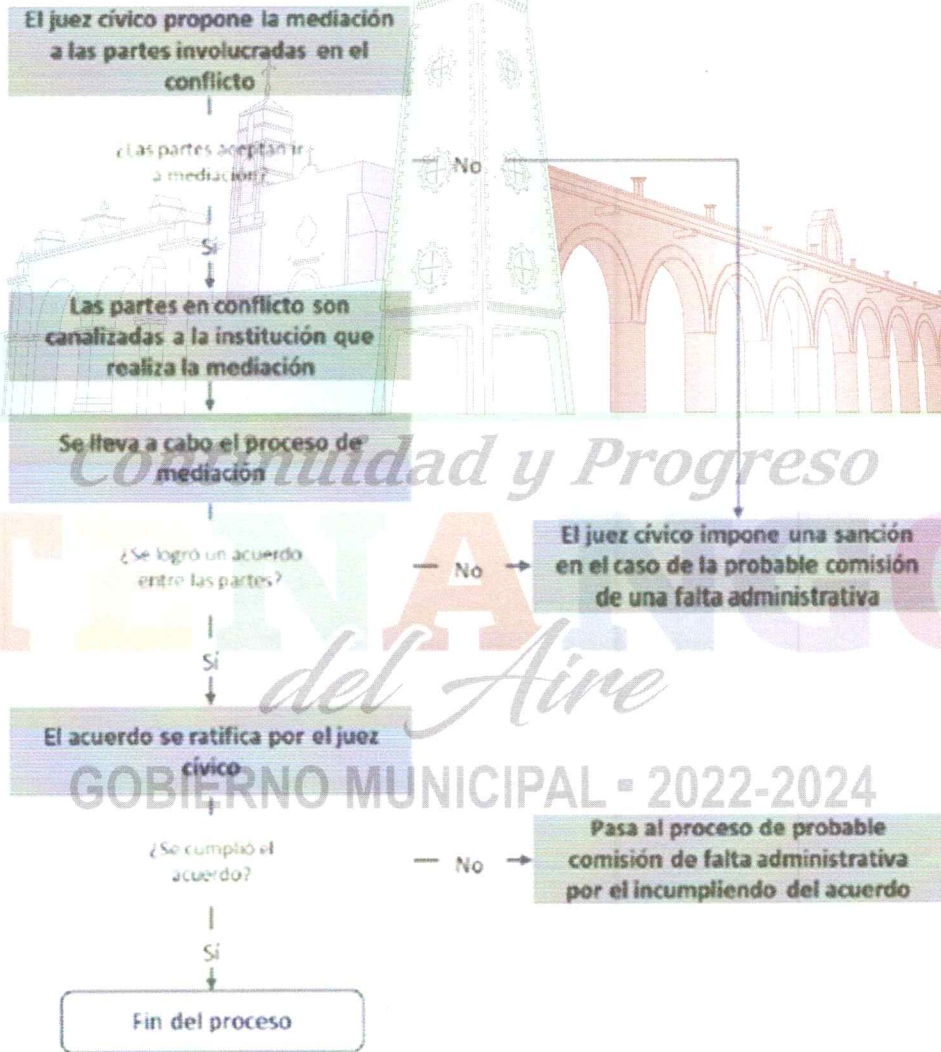 El juez cívico propone la mediación
a las partes involucradas en el
conflicto
¿Las partes aceptan ir
a mediación?
No
Sí
Las partes en conflicto son
canalizadas a la institución que
realiza la mediación
Se lleva a cabo el proceso de
mediación
Continuidad y Progreso
¿Se logró un acuerdo
entre las partes?
No
El juez cívico impone una sanción
en el caso de la probable comisión
de una falta administrativa
TENANGO
Sí
del Aire
El acuerdo se ratifica por el juez
cívico
GOBIERNO MUNICIPAL - 2022-2024
¿Se cumplió el
acuerdo?
No
Pasa al proceso de probable
comisión de falta administrativa
por el incumpliendo del acuerdo
Sí
Fin del proceso